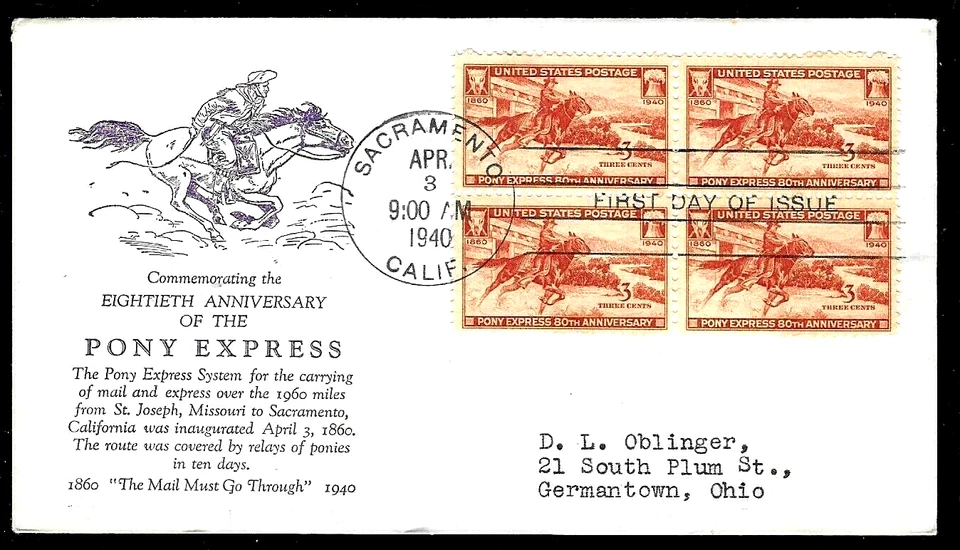 Commemorating the
EIGHTIETH ANNIVERSARY
OF THE
PONY EXPRESS
The Pony Express System for the carrying
of mail and express over the 1960 miles
from St. Joseph, Missouri to Sacramento,
California was inaugurated April 3, 1860.
The route was covered by relays of ponies
in ten days.
1860 "The Mail Must Go Through" 1940
SACRAMENTO
APR.
3
9:00 AM
1940
CALIF.
UNITED STATES POSTAGE
1860 1940
3
THREE CENTS
PONY EXPRESS 80TH ANNIVERSARY
UNITED STATES POSTAGE
1860 1940
3
THREE CENTS
PONY EXPRESS 80TH ANNIVERSARY
FIRST DAY OF ISSUE
UNITED STATES POSTAGE
1860 1940
3
THREE CENTS
PONY EXPRESS 80TH ANNIVERSARY
UNITED STATES POSTAGE
1860 1940
3
THREE CENTS
PONY EXPRESS 80TH ANNIVERSARY
D. L. Oblinger,
21 South Plum St.,
Germantown, Ohio